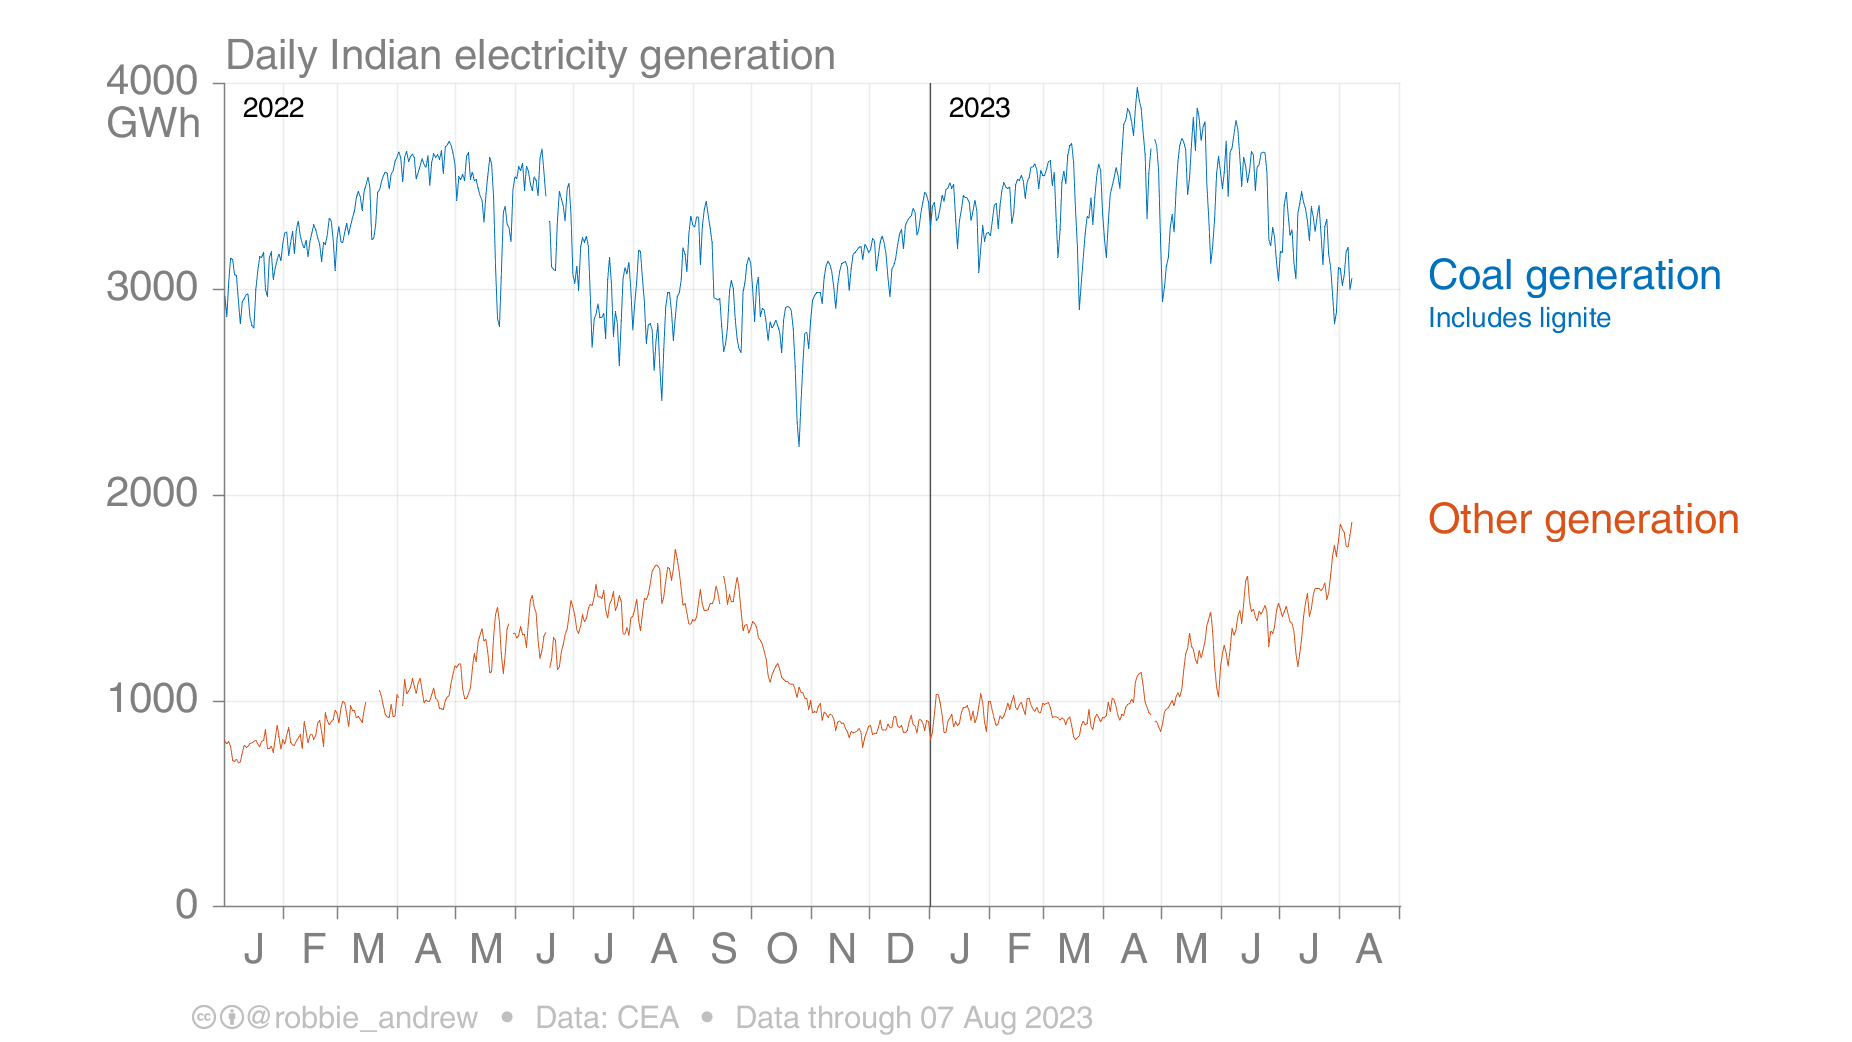 Daily Indian electricity generation
4000
GWh
2022
2023
3000
2000
1000
0
Coal generation
Includes lignite
Other generation
J F M A M J J A S O N D J F M A M J J A
cc @robbie_andrew • Data: CEA • Data through 07 Aug 2023